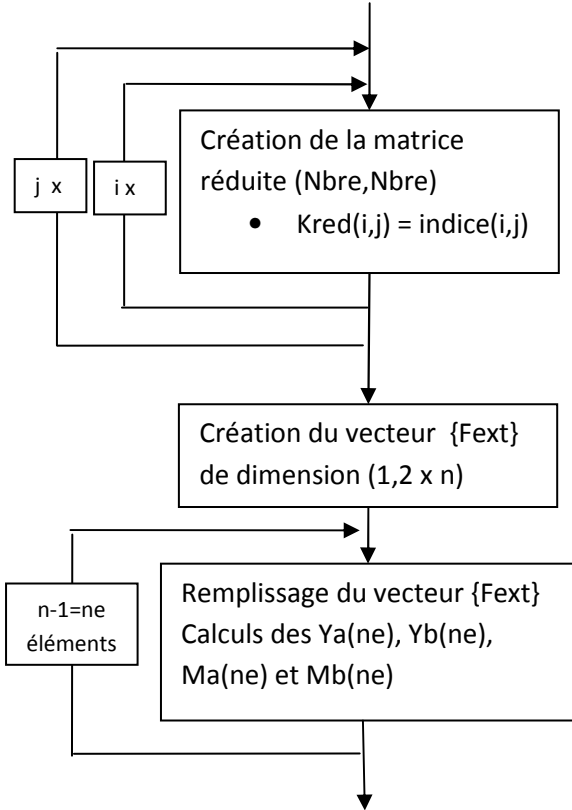 Création de la matrice
réduite (Nbre,Nbre)
• Kred(i,j) = indice(i,j)
j x
i x
Création du vecteur {Fext}
de dimension (1,2 x n)
n-1=ne
éléments
Remplissage du vecteur {Fext}
Calculs des Ya(ne), Yb(ne),
Ma(ne) et Mb(ne)